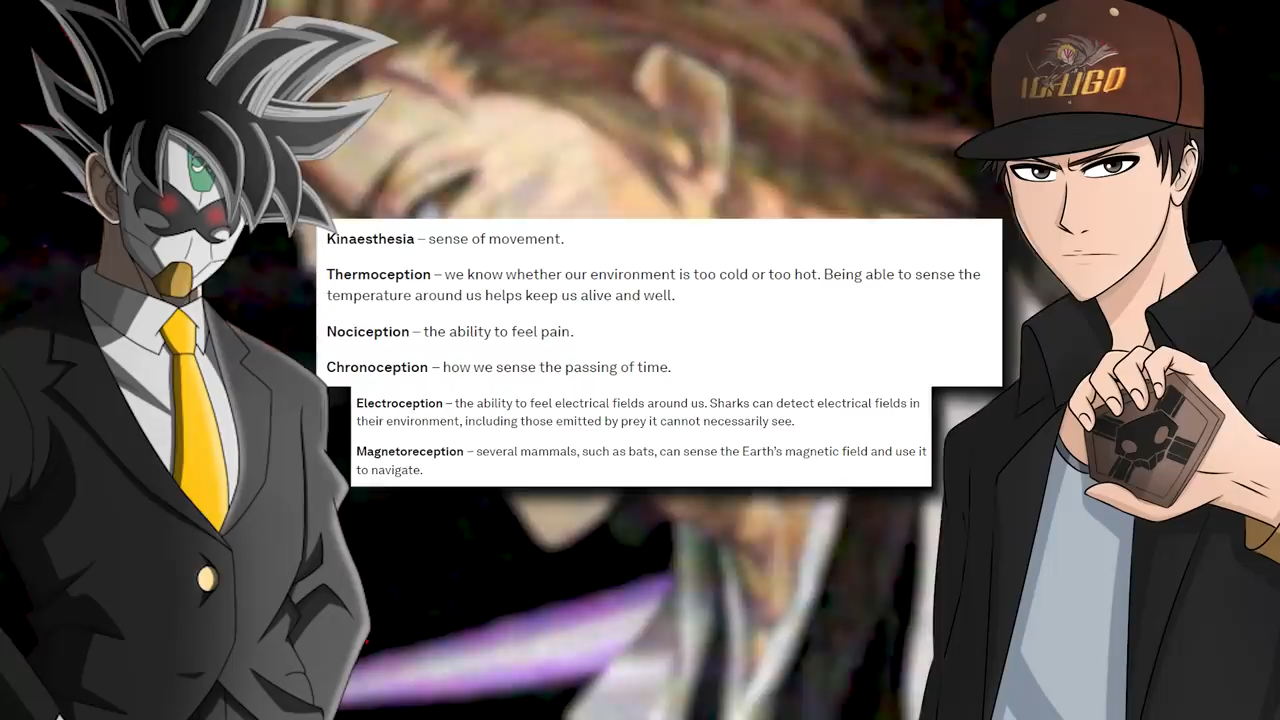 ICHIGO
Kinaesthesia – sense of movement.
Thermoception – we know whether our environment is too cold or too hot. Being able to sense the
temperature around us helps keep us alive and well.
Nociception – the ability to feel pain.
Chronoception – how we sense the passing of time.
Electroception – the ability to feel electrical fields around us. Sharks can detect electrical fields in
their environment, including those emitted by prey it cannot necessarily see.
Magnetoreception – several mammals, such as bats, can sense the Earth's magnetic field and use it
to navigate.